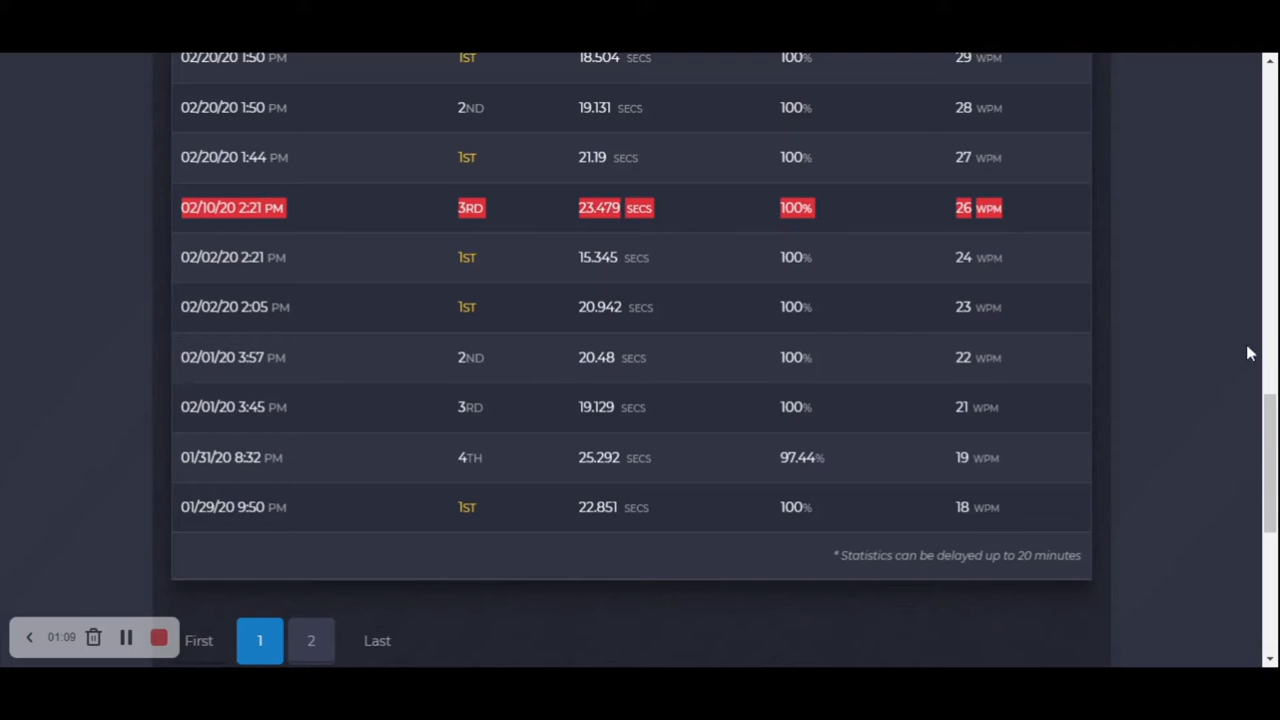 02/20/20 1:50 PM 1ST 18.504 SECS 100% 29 WPM
02/20/20 1:50 PM 2ND 19.131 SECS 100% 28 WPM
02/20/20 1:44 PM 1ST 21.19 SECS 100% 27 WPM
02/10/20 2:21 PM 3RD 23.479 SECS 100% 26 WPM
02/02/20 2:21 PM 1ST 15.345 SECS 100% 24 WPM
02/02/20 2:05 PM 1ST 20.942 SECS 100% 23 WPM
02/01/20 3:57 PM 2ND 20.48 SECS 100% 22 WPM
02/01/20 3:45 PM 3RD 19.129 SECS 100% 21 WPM
01/31/20 8:32 PM 4TH 25.292 SECS 97.44% 19 WPM
01/29/20 9:50 PM 1ST 22.851 SECS 100% 18 WPM
* Statistics can be delayed up to 20 minutes
01:09 First 1 2 Last